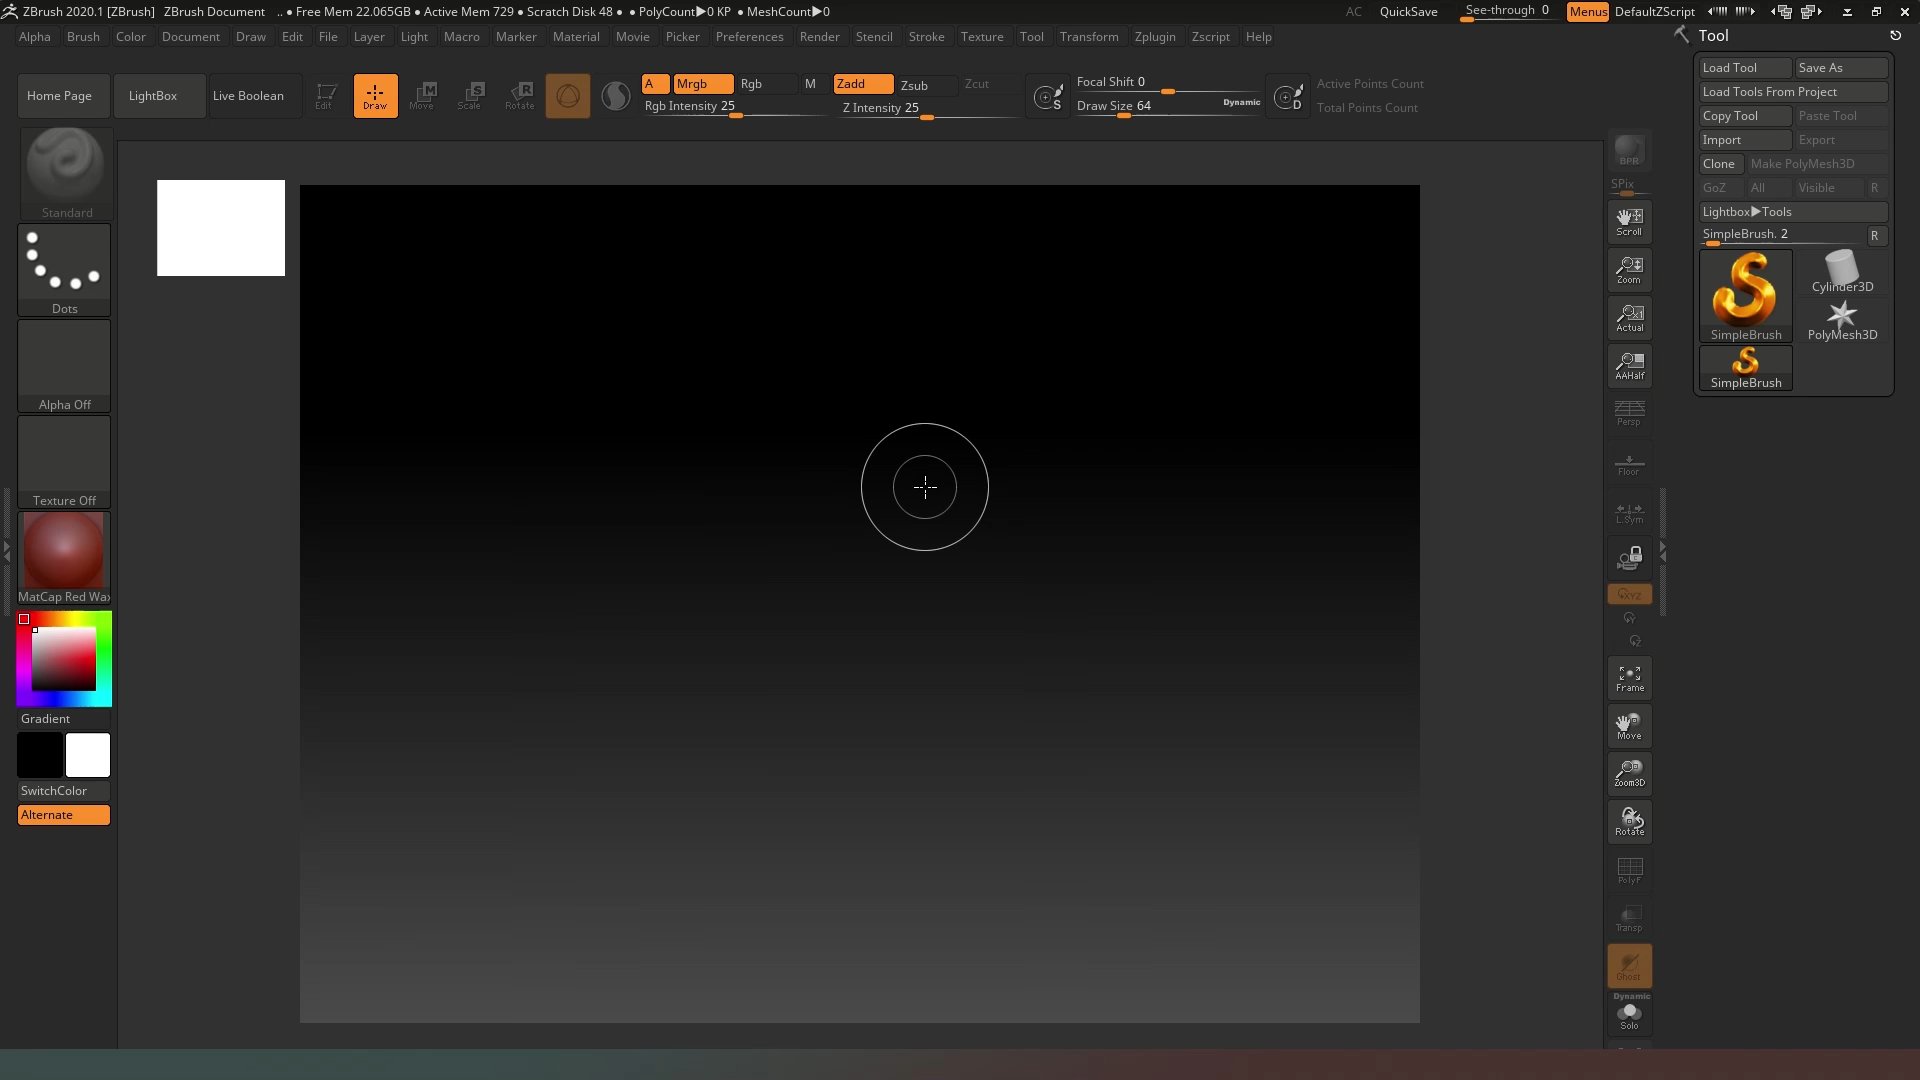 ZBrush 2020.1 [ZBrush] ZBrush Document .. ● Free Mem 22.065GB ● Active Mem 729 ● Scratch Disk 48 ● ● PolyCount▶0 KP ● MeshCount▶0 AC QuickSave See-through 0 Menus DefaultZScript
Alpha Brush Color Document Draw Edit File Layer Light Macro Marker Material Movie Picker Preferences Render Stencil Stroke Texture Tool Transform Zplugin Zscript Help
Tool
Home Page LightBox Live Boolean Edit Draw Move Scale Rotate
A Mrgb Rgb M Zadd Zsub Zcut
Rgb Intensity 25 Z Intensity 25
S
Focal Shift 0
Draw Size 64 Dynamic
D
Active Points Count
Total Points Count
Standard
Dots
Alpha Off
Texture Off
MatCap Red Wax
Gradient
SwitchColor
Alternate
BPR
SPix
Scroll
Zoom
Actual
AAHalf
Persp
Floor
L.Sym
XYZ
Y
Z
Frame
Move
Zoom3D
Rotate
PolyF
Transp
Ghost
Dynamic
Solo
Load Tool Save As
Load Tools From Project
Copy Tool Paste Tool
Import Export
Clone Make PolyMesh3D
GoZ All Visible R
Lightbox▶Tools
SimpleBrush. 2 R
SimpleBrush Cylinder3D
PolyMesh3D
SimpleBrush